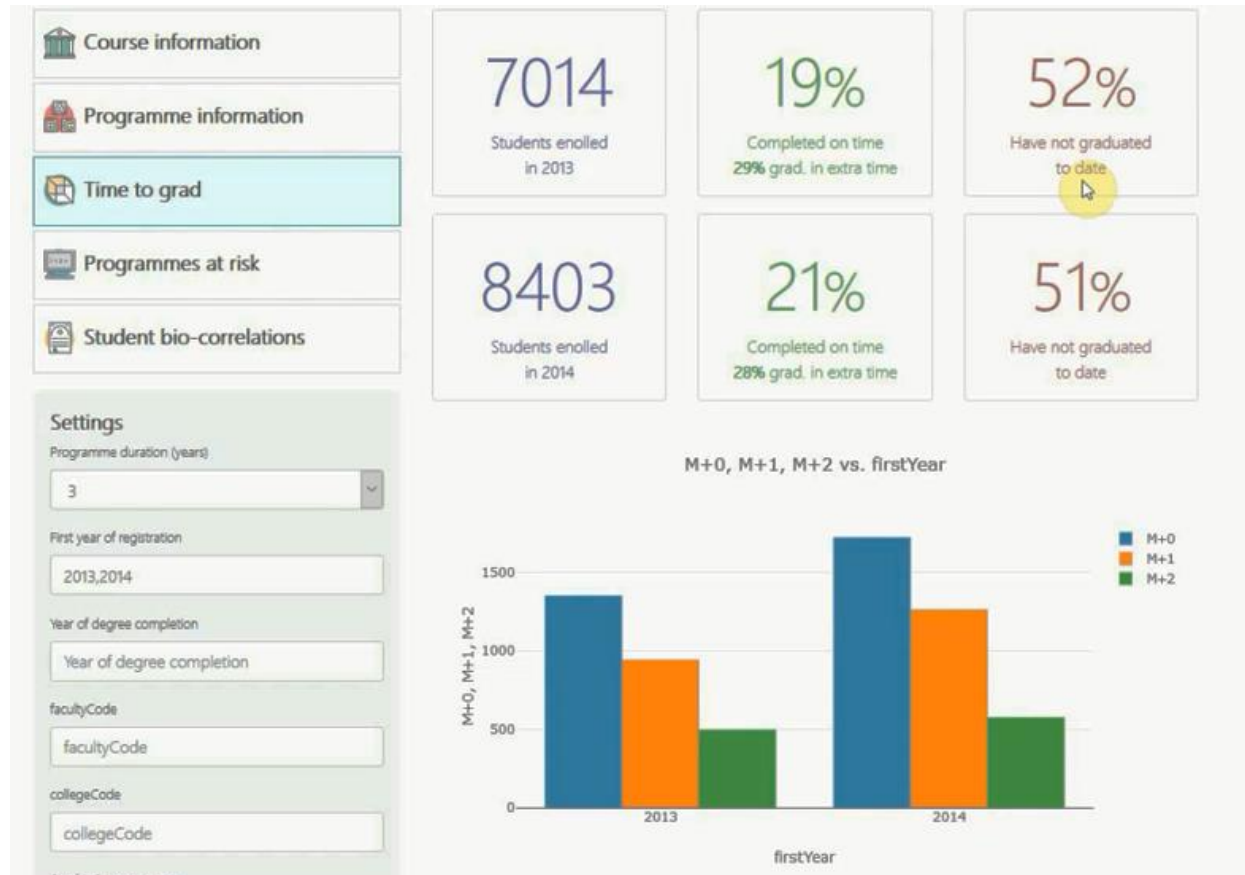 Course information
Programme information
Time to grad
Programmes at risk
Student bio-correlations
Settings
Programme duration (years)
3
First year of registration
2013,2014
Year of degree completion
Year of degree completion
facultyCode
facultyCode
collegeCode
collegeCode
7014
Students enolled
in 2013
19%
Completed on time
29% grad. in extra time
52%
Have not graduated
to date
8403
Students enolled
in 2014
21%
Completed on time
28% grad. in extra time
51%
Have not graduated
to date
M+0, M+1, M+2 vs. firstYear
M+0, M+1, M+2
1500
1000
500
0
2013
2014
firstYear
M+0
M+1
M+2